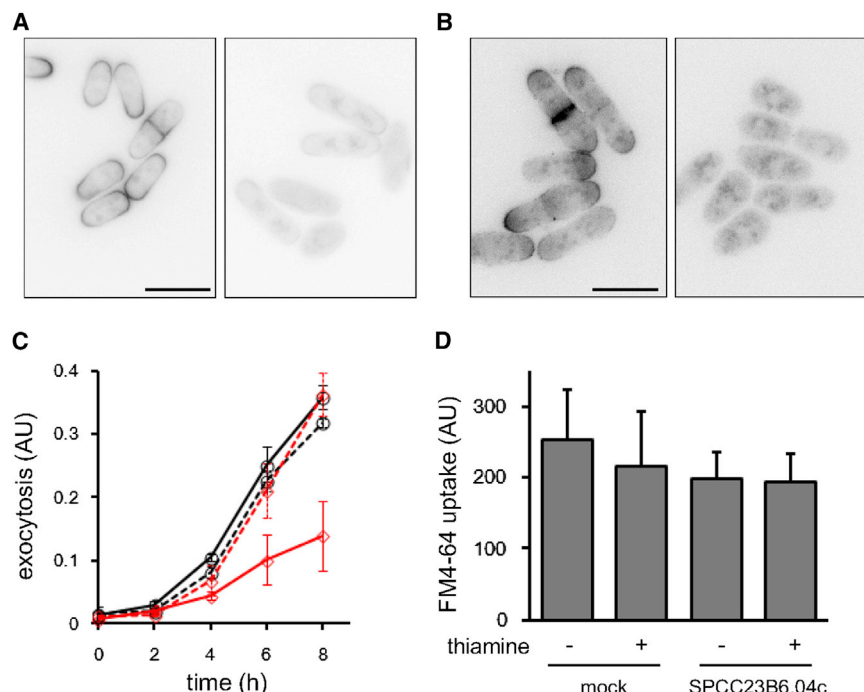 A
B
C
D
0.4
0.3
0.2
0.1
0
exocytosis (AU)
0 2 4 6 8
time (h)
300
200
100
0
FM4-64 uptake (AU)
thiamine - + - +
mock SPCC23B6.04c